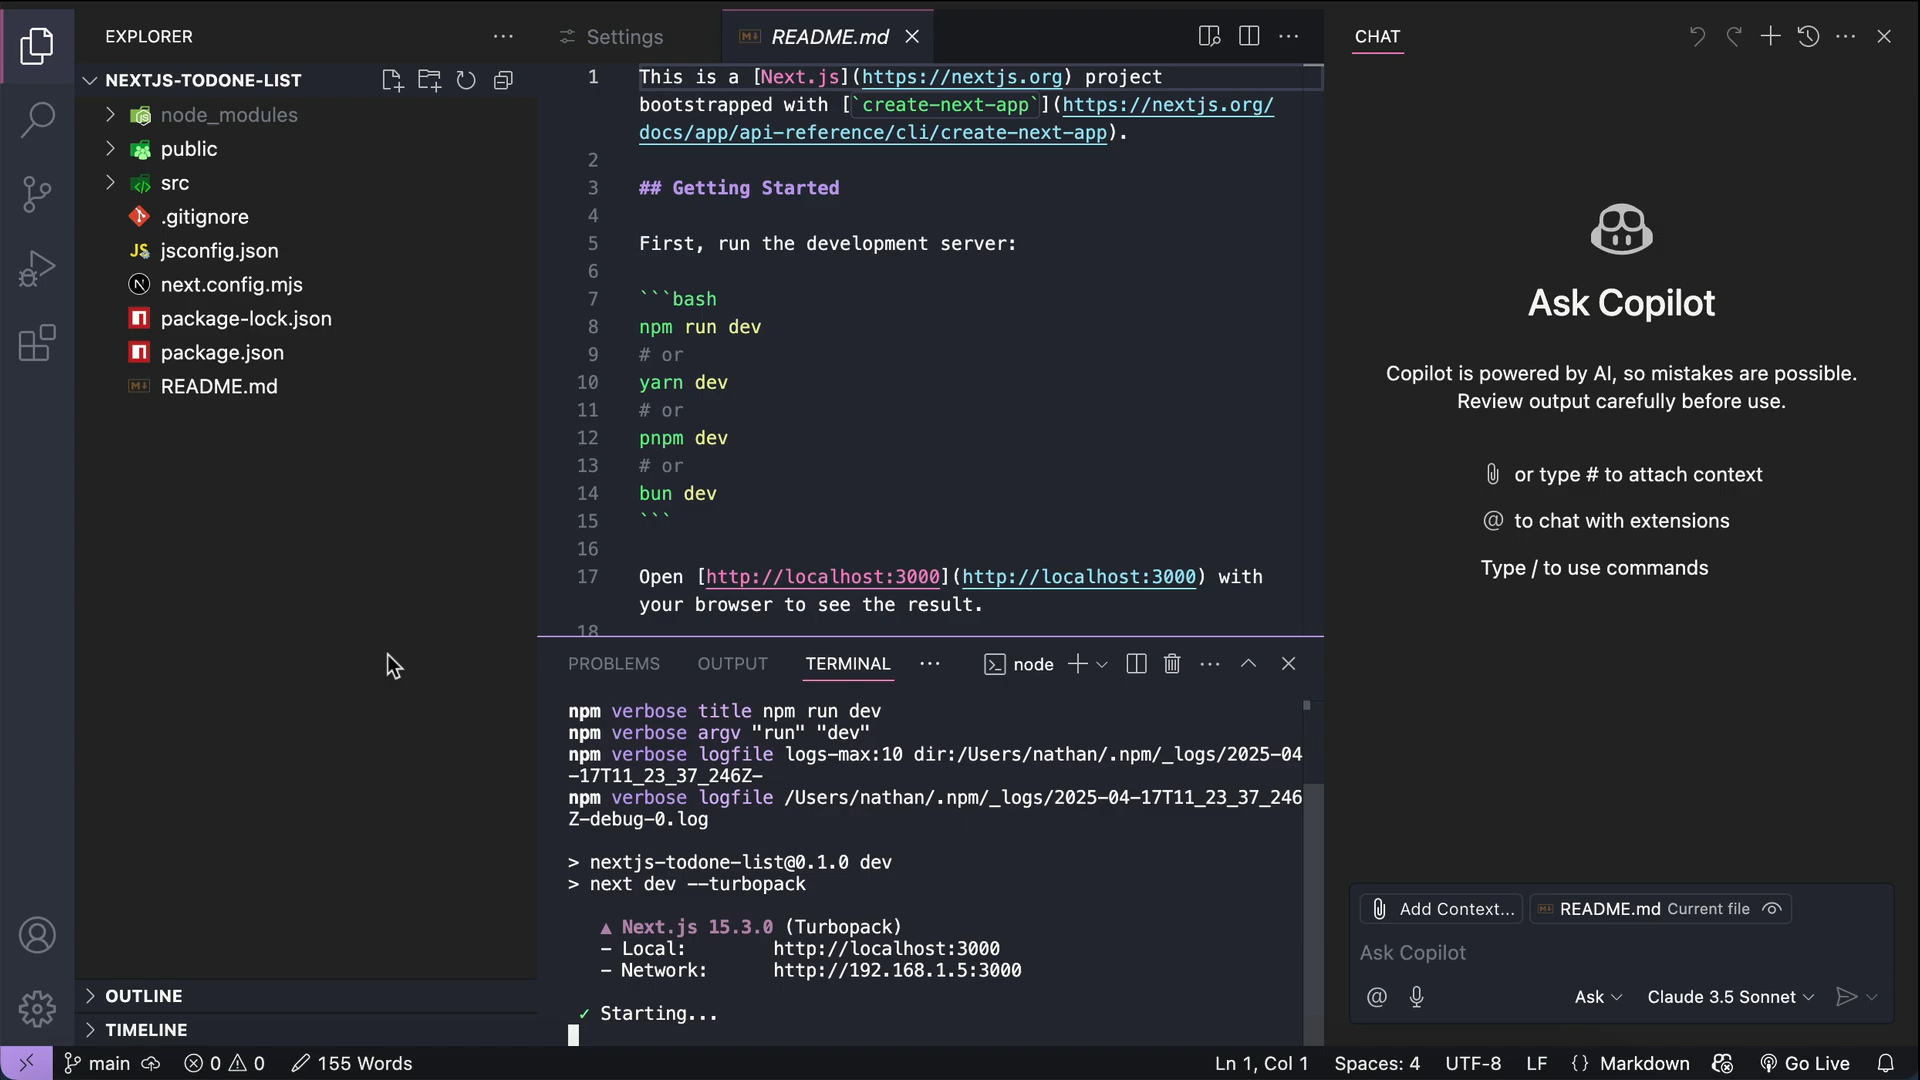 EXPLORER
NEXTJS-TODONE-LIST
node_modules
public
src
.gitignore
JS jsconfig.json
next.config.mjs
package-lock.json
package.json
README.md
OUTLINE
TIMELINE
Settings
README.md
1 This is a [Next.js](https://nextjs.org) project
bootstrapped with [`create-next-app`](https://nextjs.org/
docs/app/api-reference/cli/create-next-app).
2
3 ## Getting Started
4
5 First, run the development server:
6
7 ```bash
8 npm run dev
9 # or
10 yarn dev
11 # or
12 pnpm dev
13 # or
14 bun dev
15 ```
16
17 Open [http://localhost:3000](http://localhost:3000) with
your browser to see the result.
18
PROBLEMS OUTPUT TERMINAL node
npm verbose title npm run dev
npm verbose argv "run" "dev"
npm verbose logfile logs-max:10 dir:/Users/nathan/.npm/_logs/2025-04
-17T11_23_37_246Z-
npm verbose logfile /Users/nathan/.npm/_logs/2025-04-17T11_23_37_246
Z-debug-0.log
> nextjs-todone-list@0.1.0 dev
> next dev --turbopack
▲ Next.js 15.3.0 (Turbopack)
- Local: http://localhost:3000
- Network: http://192.168.1.5:3000
✓ Starting...
CHAT
Ask Copilot
Copilot is powered by AI, so mistakes are possible.
Review output carefully before use.
or type # to attach context
@ to chat with extensions
Type / to use commands
Add Context... README.md Current file
Ask Copilot
@ Ask Claude 3.5 Sonnet
main 0 0 155 Words Ln 1, Col 1 Spaces: 4 UTF-8 LF {} Markdown Go Live